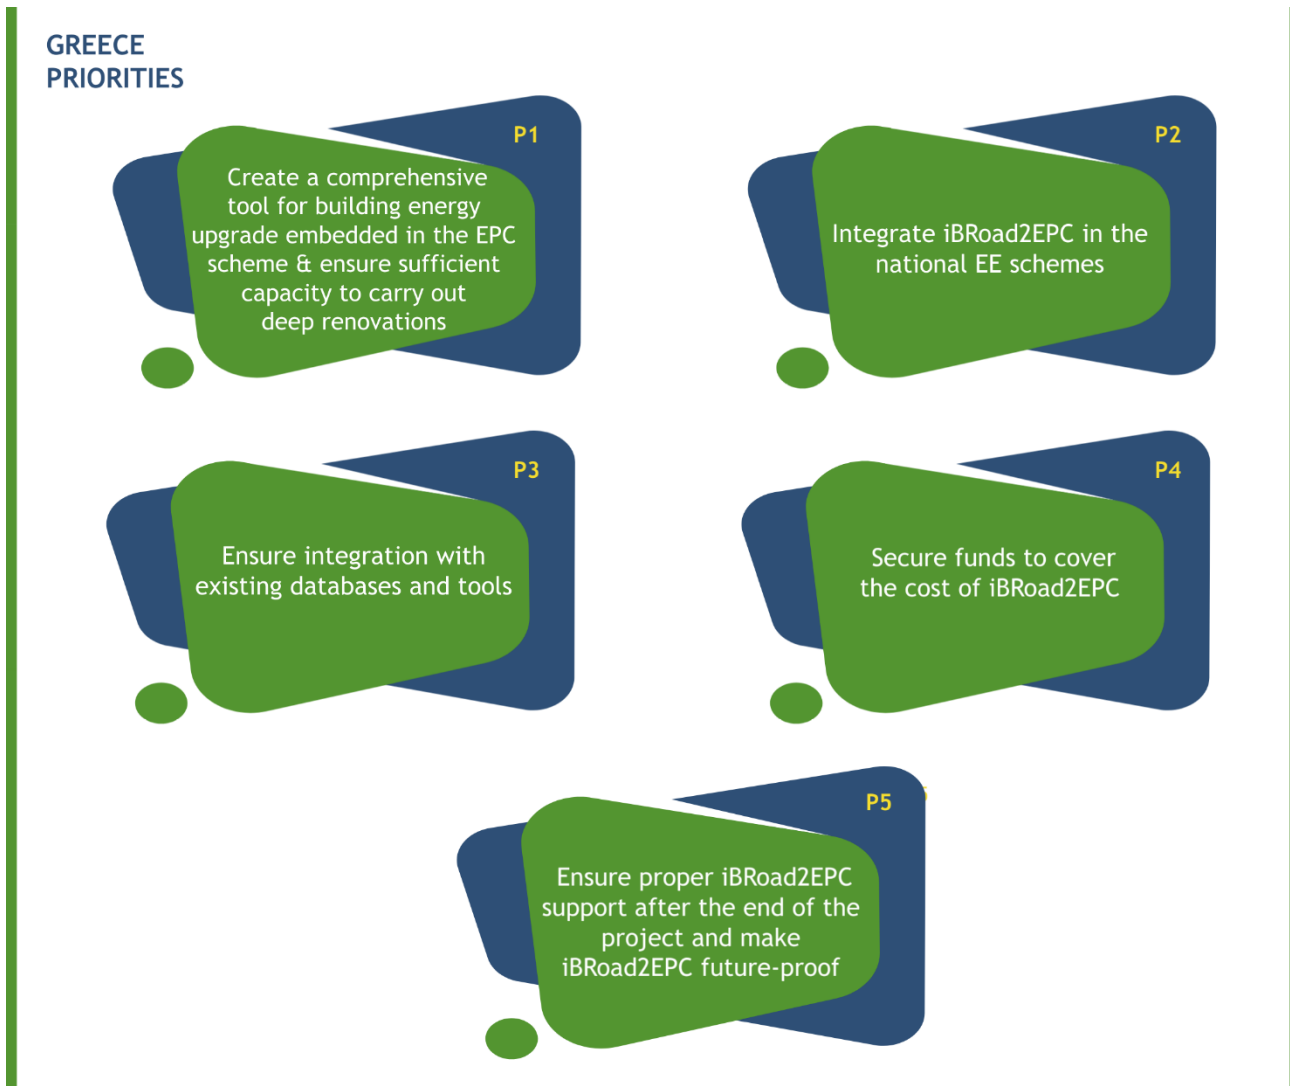 GREECE
PRIORITIES
P1
Create a comprehensive
tool for building energy
upgrade embedded in the EPC
scheme & ensure sufficient
capacity to carry out
deep renovations
P2
Integrate iBRoad2EPC in the
national EE schemes
P3
Ensure integration with
existing databases and tools
P4
Secure funds to cover
the cost of iBRoad2EPC
P5
Ensure proper iBRoad2EPC
support after the end of the
project and make
iBRoad2EPC future-proof